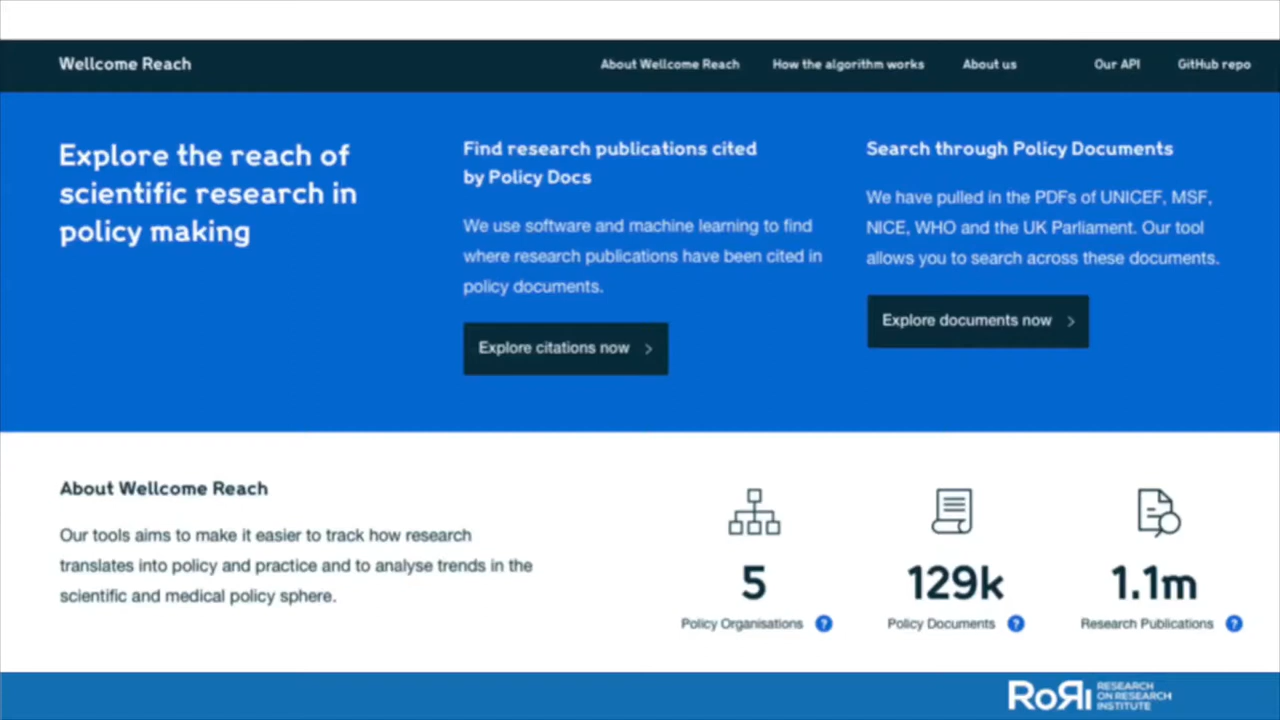 Wellcome Reach
About Wellcome Reach
How the algorithm works
About us
Our API
GitHub repo
Explore the reach of
scientific research in
policy making
Find research publications cited
by Policy Docs
We use software and machine learning to find
where research publications have been cited in
policy documents.
Explore citations now
Search through Policy Documents
We have pulled in the PDFs of UNICEF, MSF,
NICE, WHO and the UK Parliament. Our tool
allows you to search across these documents.
Explore documents now
About Wellcome Reach
Our tools aims to make it easier to track how research
translates into policy and practice and to analyse trends in the
scientific and medical policy sphere.
5
Policy Organisations ?
129k
Policy Documents ?
1.1m
Research Publications ?
RoRI
RESEARCH
ON RESEARCH
INSTITUTE